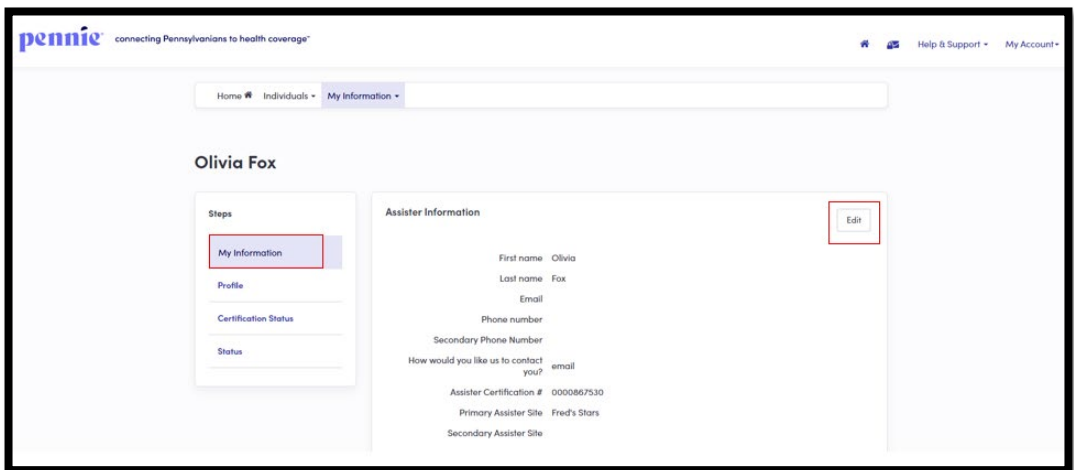 pennie™ connecting Pennsylvanians to health coverage™
Help & Support My Account
Home Individuals My Information
Olivia Fox
Steps
My Information
Profile
Certification Status
Status
Assister Information
Edit
First name Olivia
Last name Fox
Email
Phone number
Secondary Phone Number
How would you like us to contact
you? email
Assister Certification # 0000867530
Primary Assister Site Fred's Stars
Secondary Assister Site